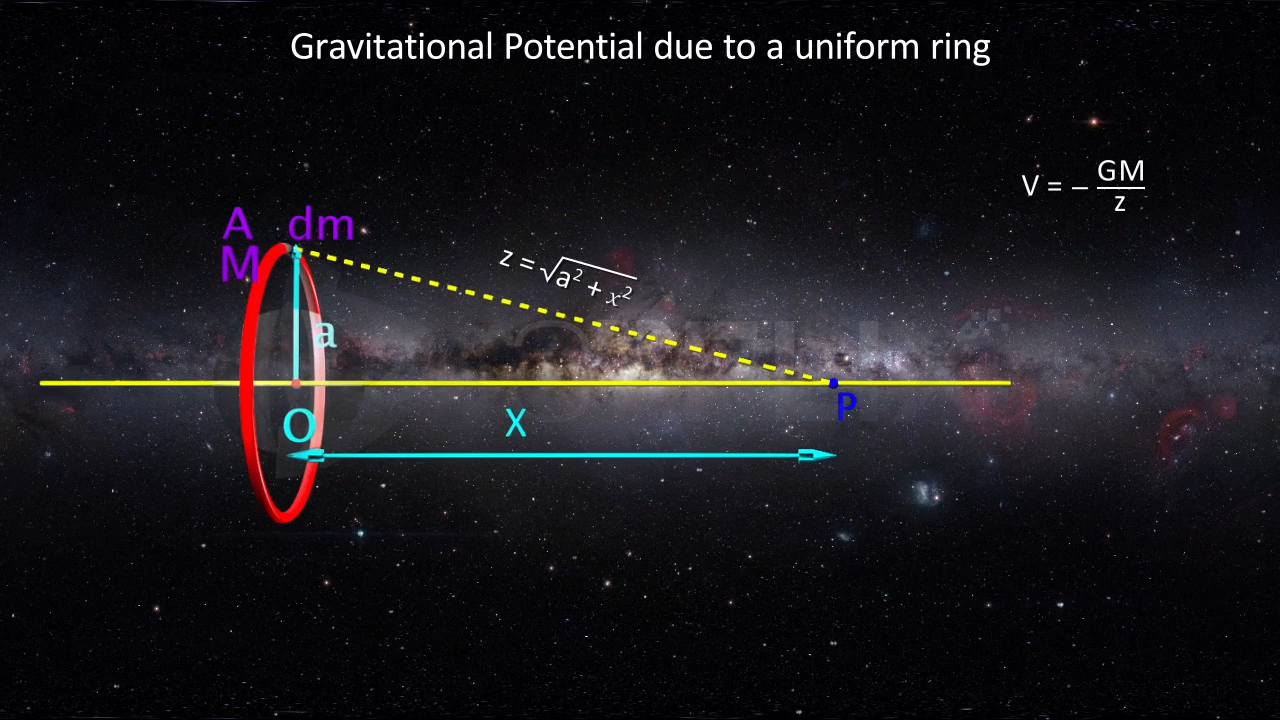 Gravitational Potential due to a uniform ring
V = – GM/z
A dm
M
z = √a² + x²
a
O
X
P